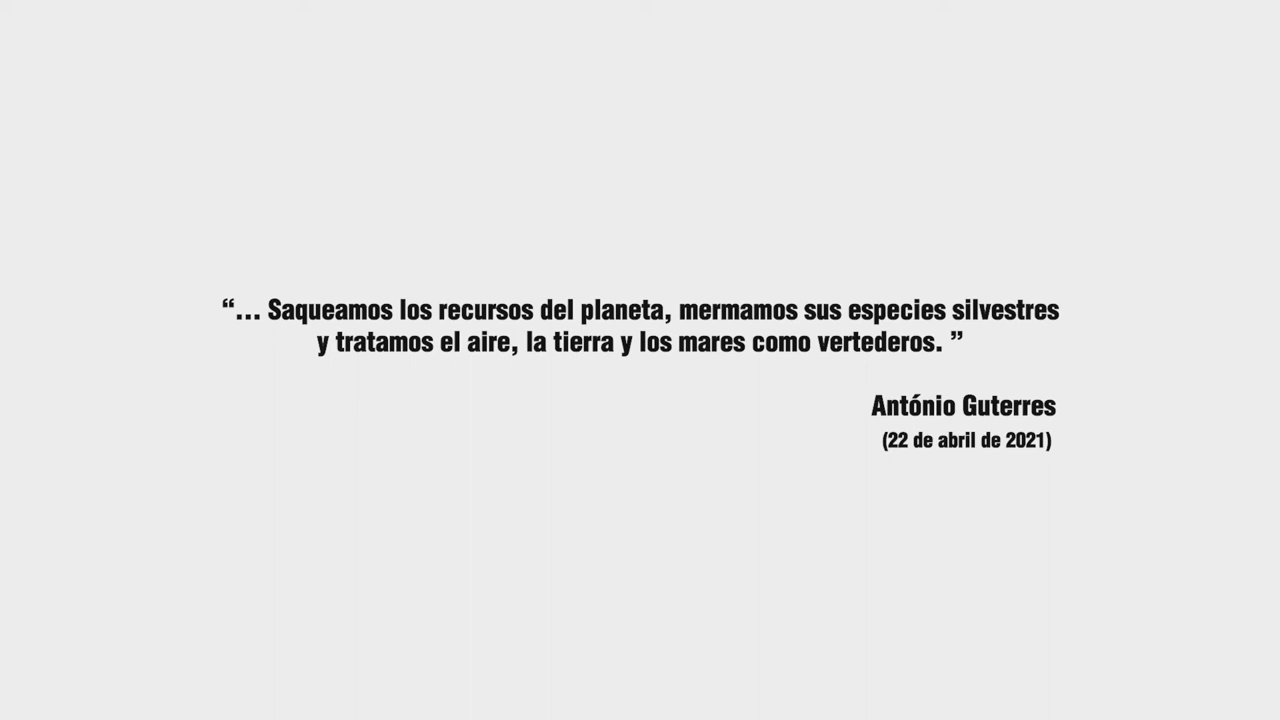 “... Saqueamos los recursos del planeta, mermamos sus especies silvestres
y tratamos el aire, la tierra y los mares como vertederos. ”
António Guterres
(22 de abril de 2021)